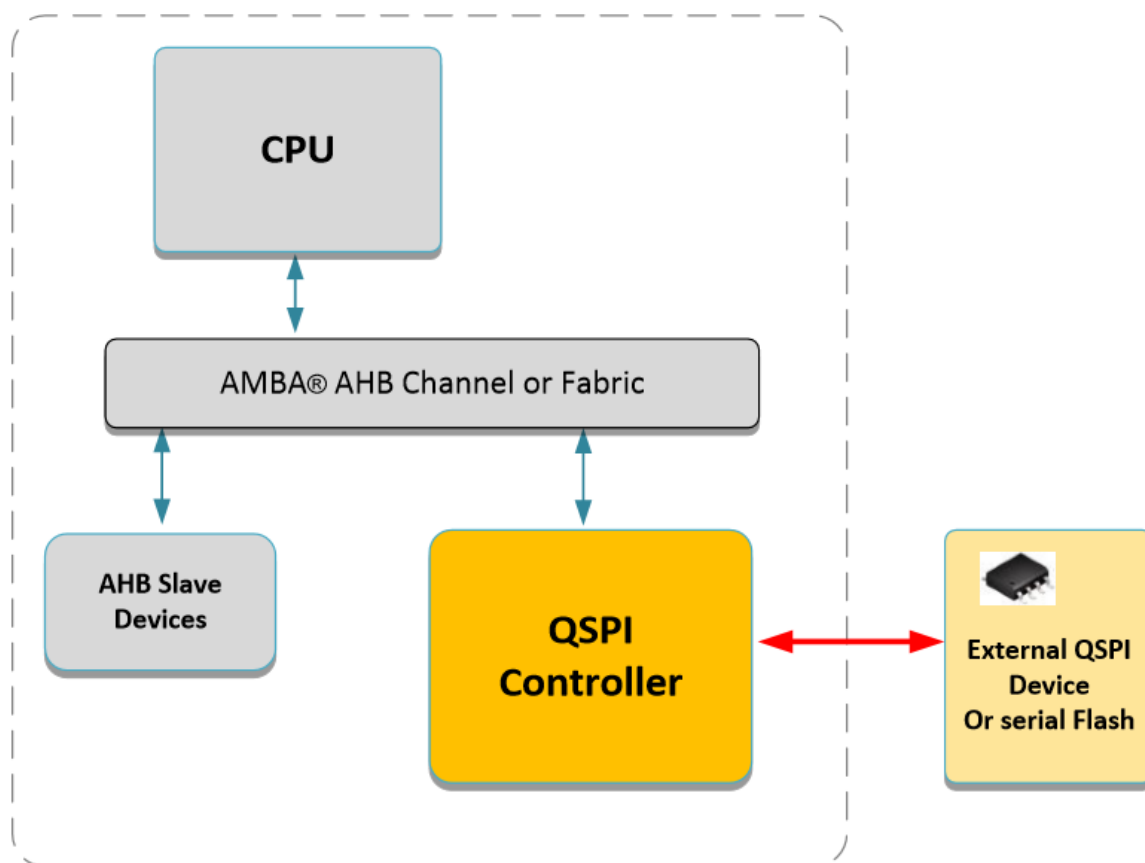 CPU
AMBA® AHB Channel or Fabric
AHB Slave
Devices
QSPI
Controller
External QSPI
Device
Or serial Flash